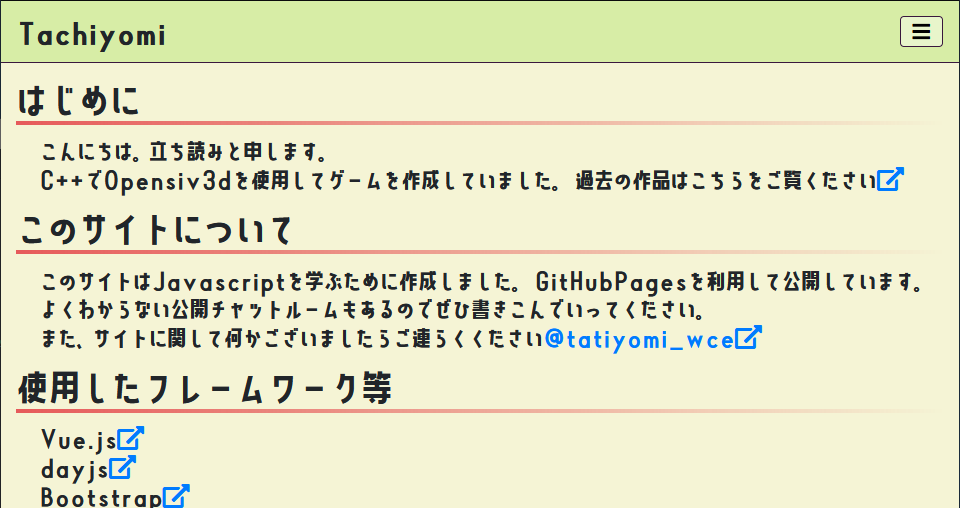 Tachiyomi
はじめに
こんにちは。立ち読みと申します。
C++でOpensiv3dを使用してゲームを作成していました。 過去の作品はこちらをご覧ください
このサイトについて
このサイトはJavascriptを学ぶために作成しました。 GitHubPagesを利用して公開しています。
よくわからない公開チャットルームもあるのでぜひ書きこんでいってください。
また、サイトに関して何かございましたらご連らくください@tatiyomi_wce
使用したフレームワーク等
Vue.js
dayjs
Bootstrap